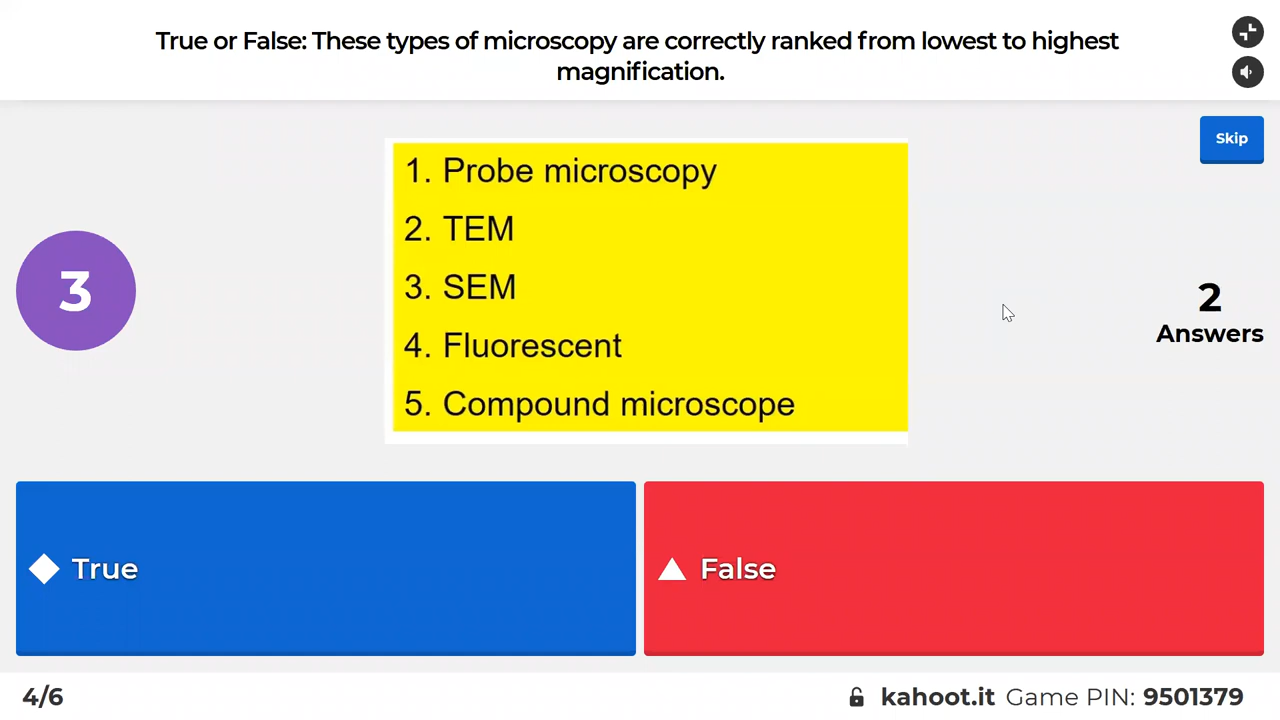 True or False: These types of microscopy are correctly ranked from lowest to highest
magnification.
Skip
1. Probe microscopy
2. TEM
3. SEM
4. Fluorescent
5. Compound microscope
3
2
Answers
True
False
4/6
kahoot.it Game PIN: 9501379